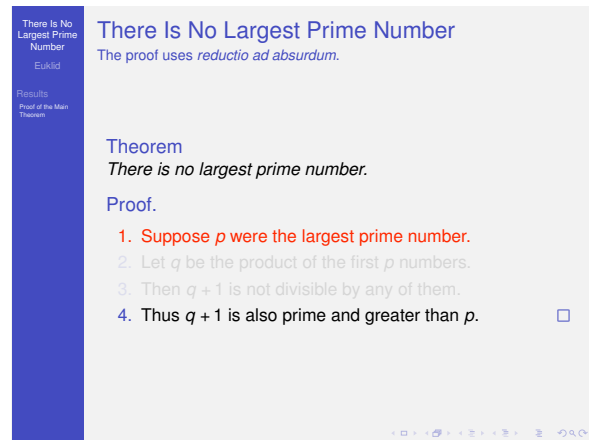 There Is No
Largest Prime
Number
Euklid
Results
Proof of the Main
Theorem
There Is No Largest Prime Number
The proof uses reductio ad absurdum.
Theorem
There is no largest prime number.
Proof.
1. Suppose p were the largest prime number.
2. Let q be the product of the first p numbers.
3. Then q + 1 is not divisible by any of them.
4. Thus q + 1 is also prime and greater than p.